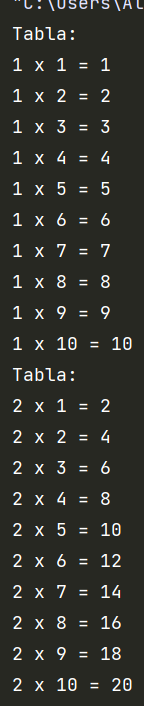 "C:\Users\Al
Tabla:
1 x 1 = 1
1 x 2 = 2
1 x 3 = 3
1 x 4 = 4
1 x 5 = 5
1 x 6 = 6
1 x 7 = 7
1 x 8 = 8
1 x 9 = 9
1 x 10 = 10
Tabla:
2 x 1 = 2
2 x 2 = 4
2 x 3 = 6
2 x 4 = 8
2 x 5 = 10
2 x 6 = 12
2 x 7 = 14
2 x 8 = 16
2 x 9 = 18
2 x 10 = 20